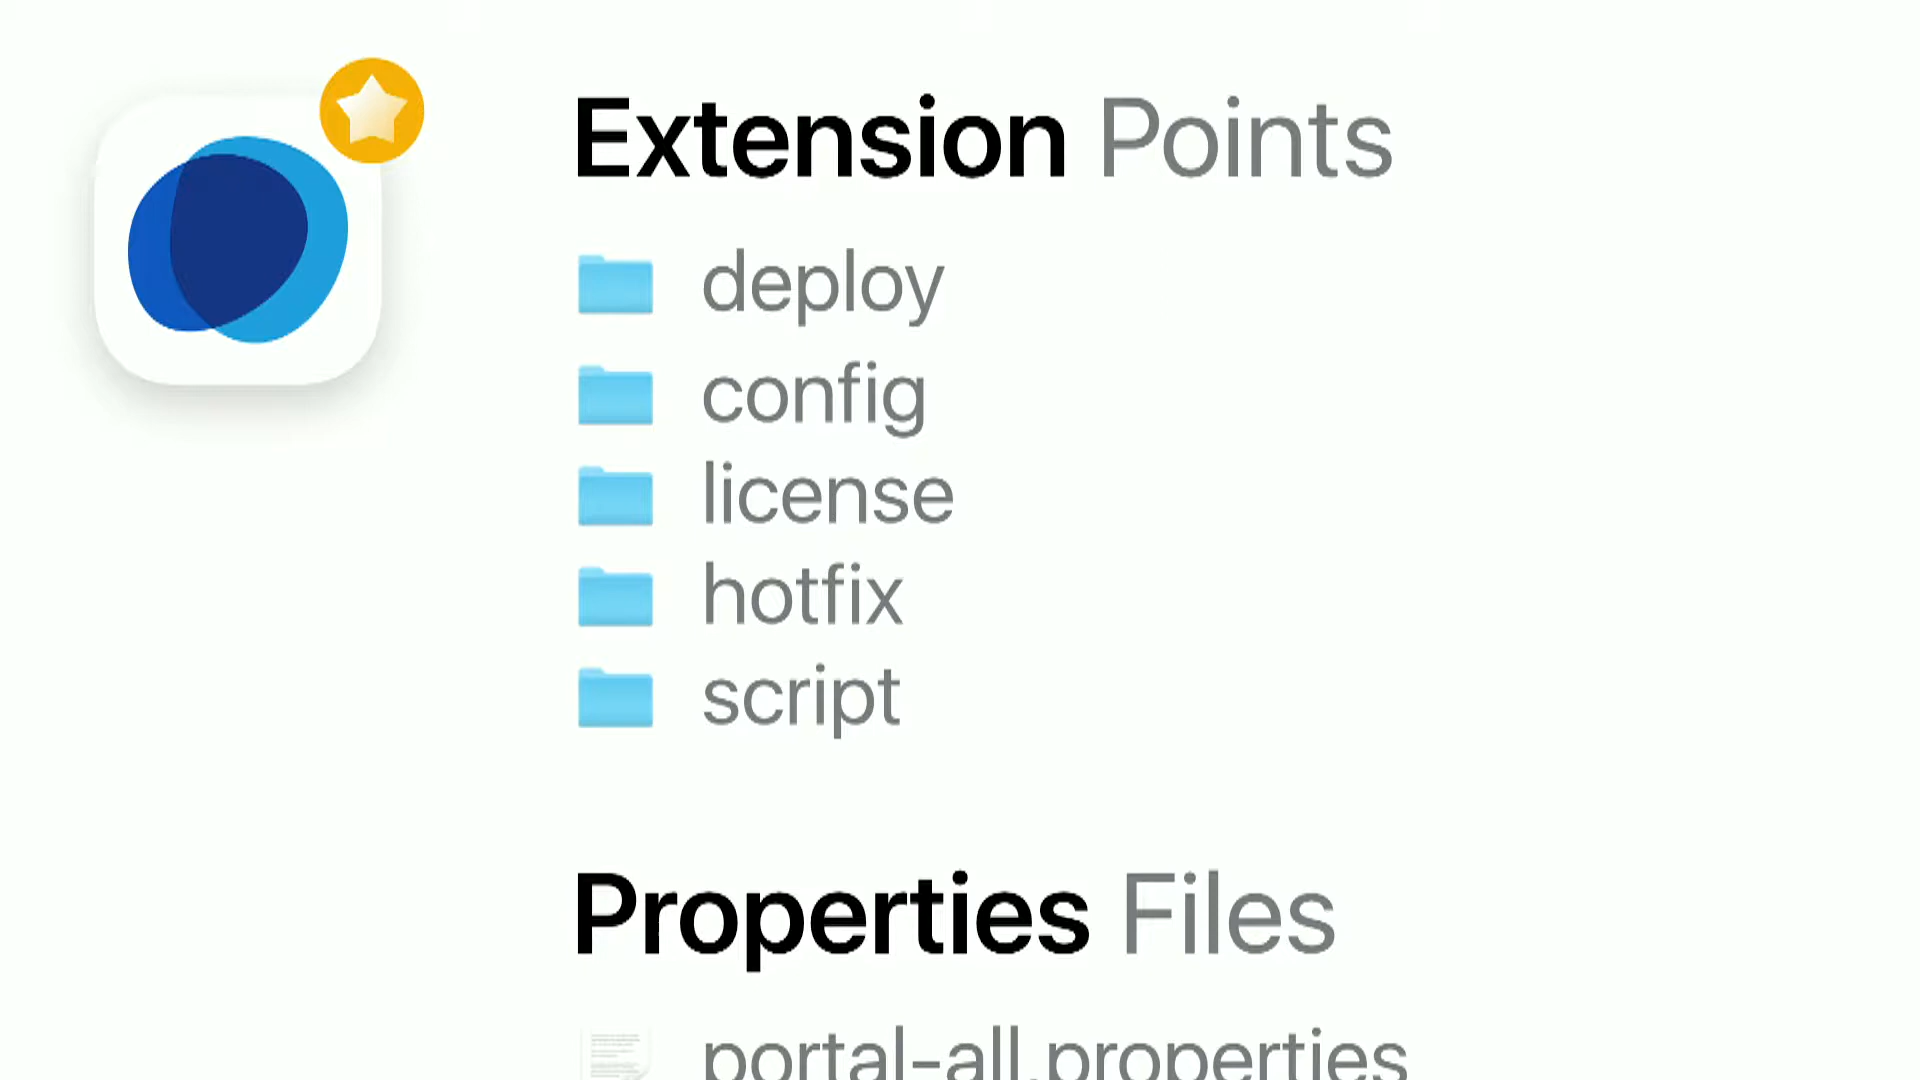 Extension Points
deploy
config
license
hotfix
script
Properties Files
portal-all.properties